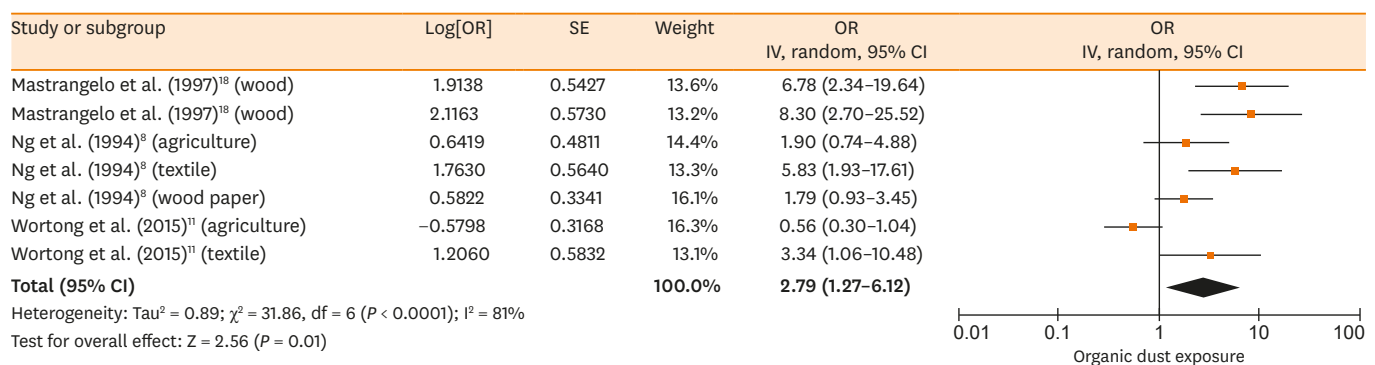 Study or subgroup Log[OR] SE Weight OR OR
IV, random, 95% CI IV, random, 95% CI
Mastrangelo et al. (1997)¹⁸ (wood) 1.9138 0.5427 13.6% 6.78 (2.34–19.64)
Mastrangelo et al. (1997)¹⁸ (wood) 2.1163 0.5730 13.2% 8.30 (2.70–25.52)
Ng et al. (1994)⁸ (agriculture) 0.6419 0.4811 14.4% 1.90 (0.74–4.88)
Ng et al. (1994)⁸ (textile) 1.7630 0.5640 13.3% 5.83 (1.93–17.61)
Ng et al. (1994)⁸ (wood paper) 0.5822 0.3341 16.1% 1.79 (0.93–3.45)
Wortong et al. (2015)¹¹ (agriculture) −0.5798 0.3168 16.3% 0.56 (0.30–1.04)
Wortong et al. (2015)¹¹ (textile) 1.2060 0.5832 13.1% 3.34 (1.06–10.48)
Total (95% CI) 100.0% 2.79 (1.27–6.12)
Heterogeneity: Tau² = 0.89; χ² = 31.86, df = 6 (P < 0.0001); I² = 81%
Test for overall effect: Z = 2.56 (P = 0.01)
0.01 0.1 1 10 100
Organic dust exposure